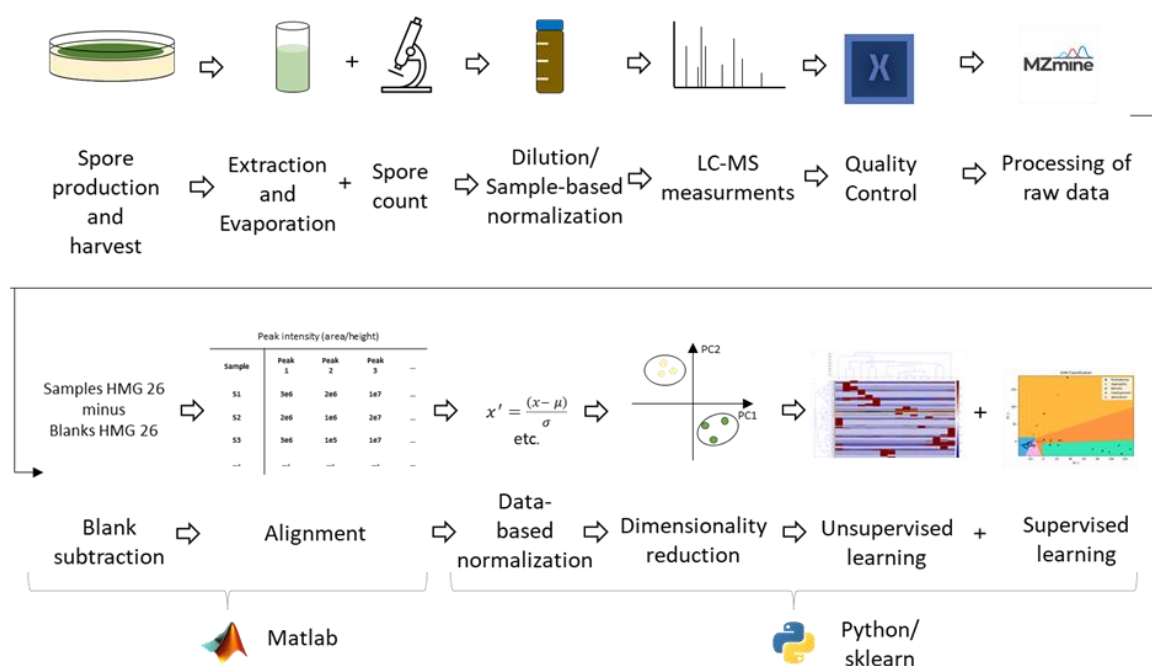 +
MZmine
Spore
production
and
harvest
Extraction
and
Evaporation
+
Spore
count
Dilution/
Sample-based
normalization
LC-MS
measurments
Quality
Control
Processing of
raw data
Samples HMG 26
minus
Blanks HMG 26
Peak intensity (area/height)
Sample Peak 1 Peak 2 Peak 3 ...
S1 3e6 2e6 1e7
S2 2e6 1e6 2e7
S3 3e6 1e5 1e7
x' = (x− μ) / σ
etc.
PC2
PC1
+
Blank
subtraction
Alignment
Data-
based
normalization
Dimensionality
reduction
Unsupervised
learning
+
Supervised
learning
Matlab
Python/
sklearn